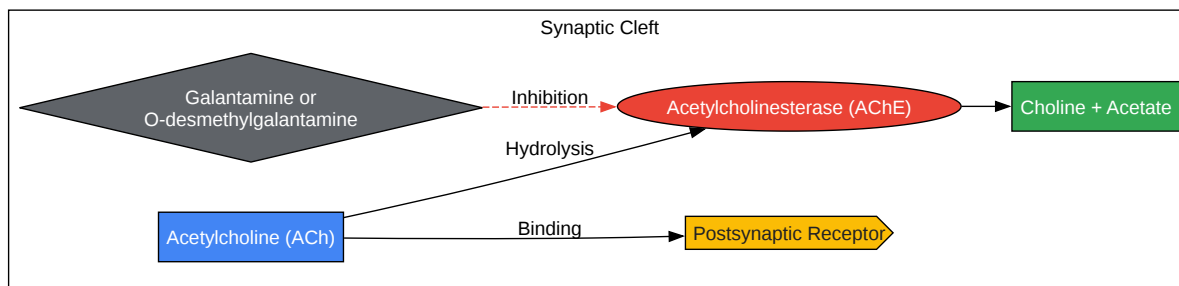 Synaptic Cleft
Galantamine or
O-desmethylgalantamine
Inhibition
Acetylcholinesterase (AChE)
Choline + Acetate
Hydrolysis
Acetylcholine (ACh)
Binding
Postsynaptic Receptor